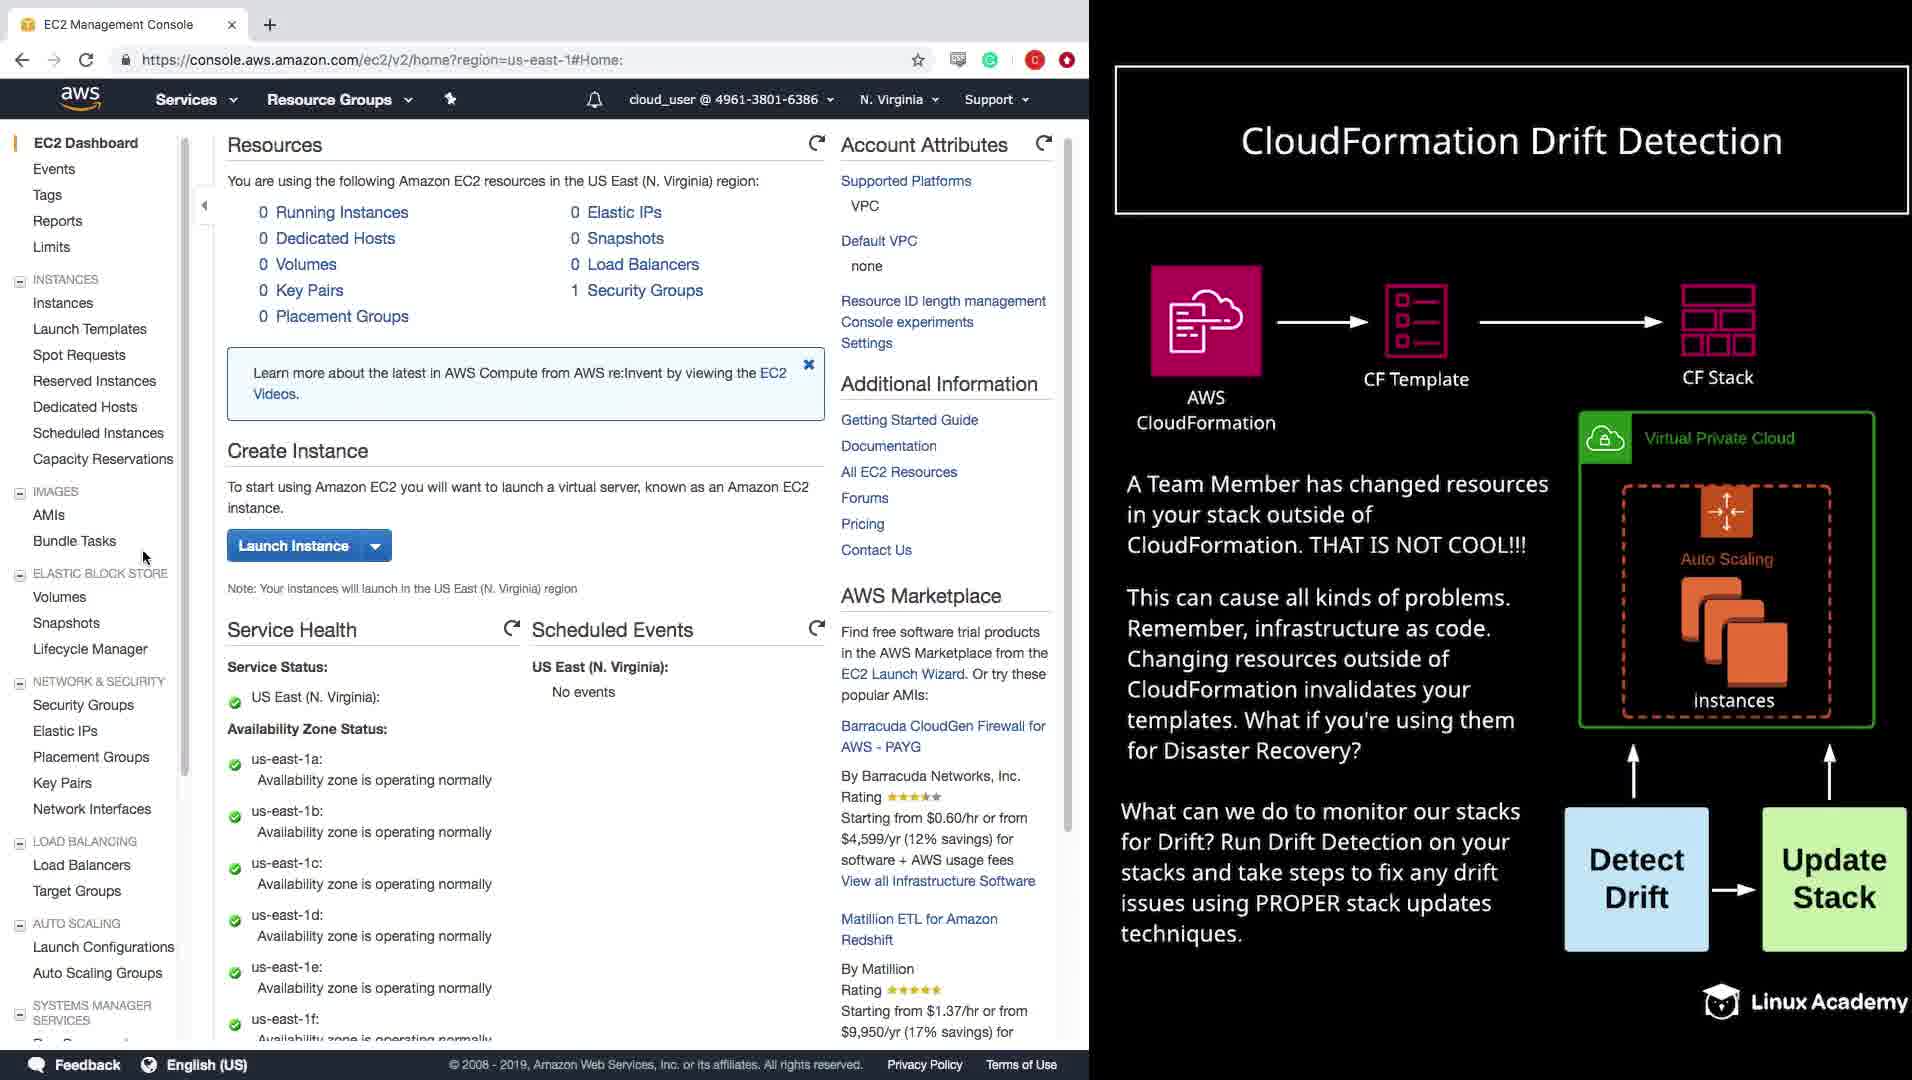 EC2 Management Console
https://console.aws.amazon.com/ec2/v2/home?region=us-east-1#Home:
aws
Services
Resource Groups
cloud_user @ 4961-3801-6386
N. Virginia
Support
EC2 Dashboard
Events
Tags
Reports
Limits
INSTANCES
Instances
Launch Templates
Spot Requests
Reserved Instances
Dedicated Hosts
Scheduled Instances
Capacity Reservations
IMAGES
AMIs
Bundle Tasks
ELASTIC BLOCK STORE
Volumes
Snapshots
Lifecycle Manager
NETWORK & SECURITY
Security Groups
Elastic IPs
Placement Groups
Key Pairs
Network Interfaces
LOAD BALANCING
Load Balancers
Target Groups
AUTO SCALING
Launch Configurations
Auto Scaling Groups
SYSTEMS MANAGER
SERVICES
Resources
You are using the following Amazon EC2 resources in the US East (N. Virginia) region:
0 Running Instances
0 Elastic IPs
0 Dedicated Hosts
0 Snapshots
0 Volumes
0 Load Balancers
0 Key Pairs
1 Security Groups
0 Placement Groups
Learn more about the latest in AWS Compute from AWS re:Invent by viewing the EC2
Videos.
Create Instance
To start using Amazon EC2 you will want to launch a virtual server, known as an Amazon EC2
instance.
Launch Instance
Note: Your instances will launch in the US East (N. Virginia) region
Service Health
Service Status:
US East (N. Virginia):
Availability Zone Status:
us-east-1a:
Availability zone is operating normally
us-east-1b:
Availability zone is operating normally
us-east-1c:
Availability zone is operating normally
us-east-1d:
Availability zone is operating normally
us-east-1e:
Availability zone is operating normally
us-east-1f:
Availability zone is operating normally
Scheduled Events
US East (N. Virginia):
No events
Account Attributes
Supported Platforms
VPC
Default VPC
none
Resource ID length management
Console experiments
Settings
Additional Information
Getting Started Guide
Documentation
All EC2 Resources
Forums
Pricing
Contact Us
AWS Marketplace
Find free software trial products
in the AWS Marketplace from the
EC2 Launch Wizard. Or try these
popular AMIs:
Barracuda CloudGen Firewall for
AWS - PAYG
By Barracuda Networks, Inc.
Rating
Starting from $0.60/hr or from
$4,599/yr (12% savings) for
software + AWS usage fees
View all Infrastructure Software
Matillion ETL for Amazon
Redshift
By Matillion
Rating
Starting from $1.37/hr or from
$9,950/yr (17% savings) for
Feedback
English (US)
© 2008 - 2019, Amazon Web Services, Inc. or its affiliates. All rights reserved.
Privacy Policy
Terms of Use
CloudFormation Drift Detection
AWS
CloudFormation
CF Template
CF Stack
A Team Member has changed resources
in your stack outside of
CloudFormation. THAT IS NOT COOL!!!
This can cause all kinds of problems.
Remember, infrastructure as code.
Changing resources outside of
CloudFormation invalidates your
templates. What if you're using them
for Disaster Recovery?
What can we do to monitor our stacks
for Drift? Run Drift Detection on your
stacks and take steps to fix any drift
issues using PROPER stack updates
techniques.
Virtual Private Cloud
Auto Scaling
instances
Detect
Drift
Update
Stack
Linux Academy